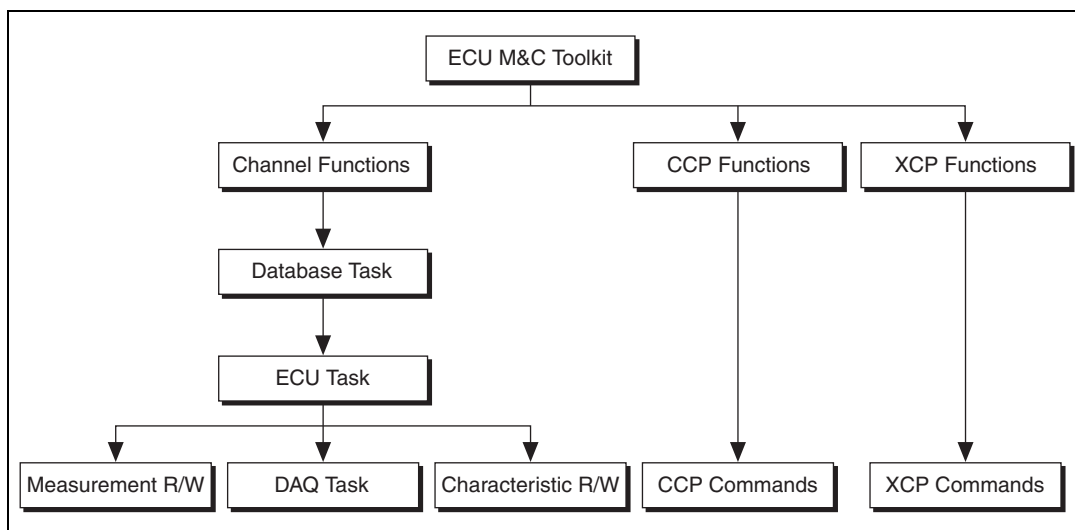 ECU M&C Toolkit
Channel Functions
CCP Functions
XCP Functions
Database Task
ECU Task
Measurement R/W
DAQ Task
Characteristic R/W
CCP Commands
XCP Commands